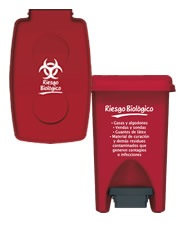 Riesgo
Biológico
Riesgo Biológico
• Gasas y algodones
• Vendas y sondas
• Guantes de látex
• Material de curación
y demás residuos
contaminados que
generen contagios
e infecciones